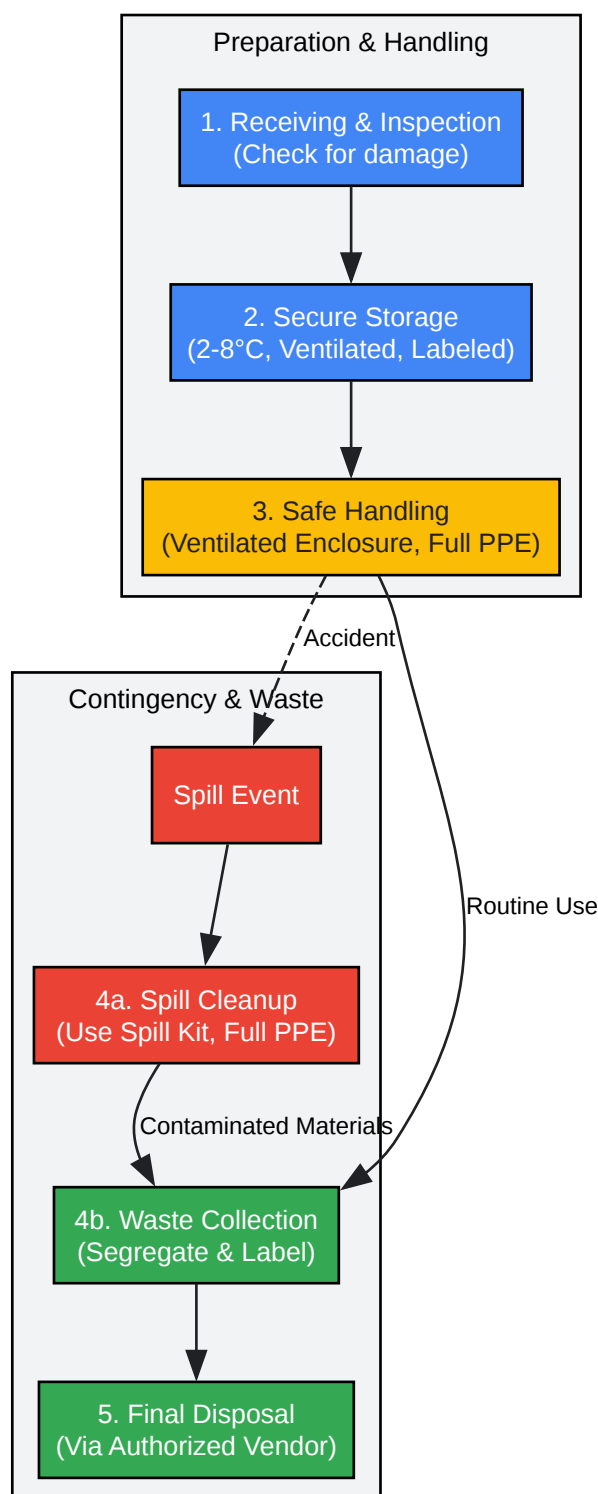 Preparation & Handling
1. Receiving & Inspection
(Check for damage)
2. Secure Storage
(2-8°C, Ventilated, Labeled)
3. Safe Handling
(Ventilated Enclosure, Full PPE)
Accident
Contingency & Waste
Spill Event
Routine Use
4a. Spill Cleanup
(Use Spill Kit, Full PPE)
Contaminated Materials
4b. Waste Collection
(Segregate & Label)
5. Final Disposal
(Via Authorized Vendor)